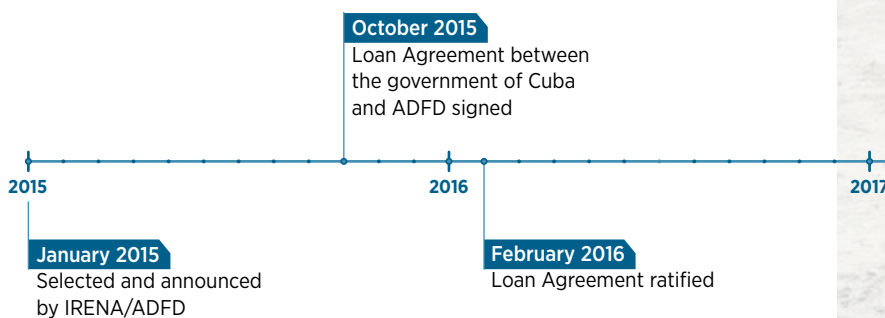 October 2015
Loan Agreement between
the government of Cuba
and ADFD signed
2015
2016
2017
January 2015
Selected and announced
by IRENA/ADFD
February 2016
Loan Agreement ratified